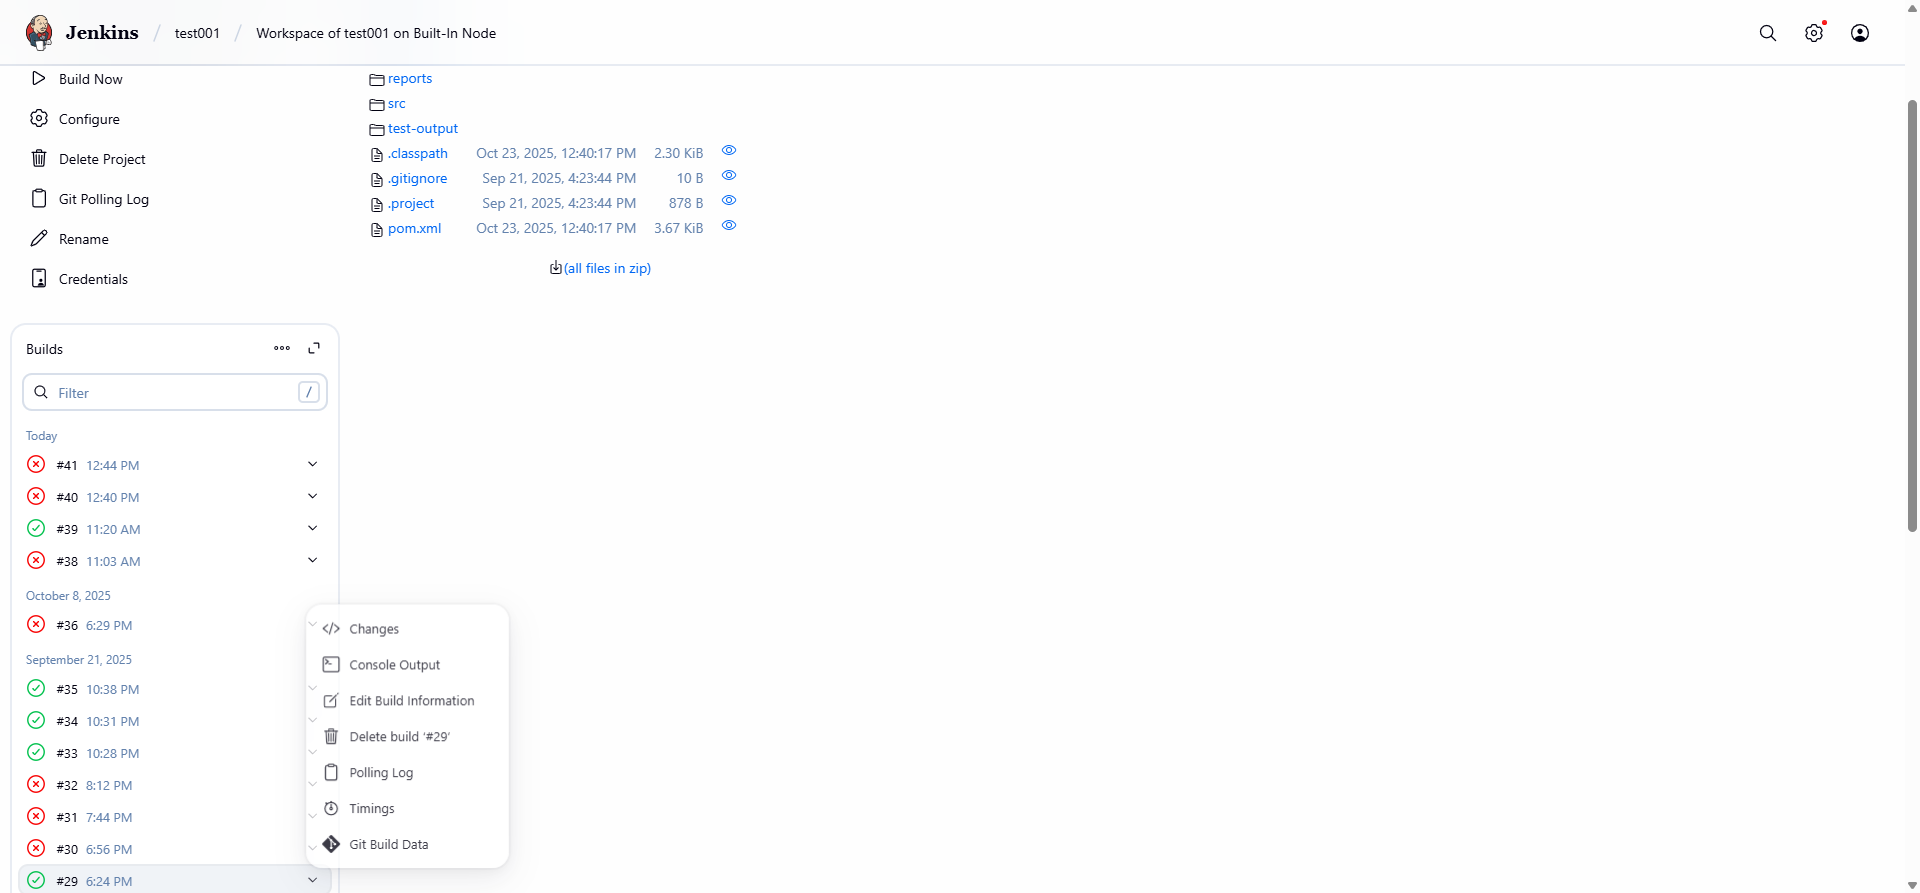 Jenkins / test001 / Workspace of test001 on Built-In Node
Build Now
Configure
Delete Project
Git Polling Log
Rename
Credentials
reports
src
test-output
.classpath Oct 23, 2025, 12:40:17 PM 2.30 KiB
.gitignore Sep 21, 2025, 4:23:44 PM 10 B
.project Sep 21, 2025, 4:23:44 PM 878 B
pom.xml Oct 23, 2025, 12:40:17 PM 3.67 KiB
(all files in zip)
Builds
Filter /
Today
#41 12:44 PM
#40 12:40 PM
#39 11:20 AM
#38 11:03 AM
October 8, 2025
#36 6:29 PM
September 21, 2025
#35 10:38 PM
#34 10:31 PM
#33 10:28 PM
#32 8:12 PM
#31 7:44 PM
#30 6:56 PM
#29 6:24 PM
Changes
Console Output
Edit Build Information
Delete build ‘#29’
Polling Log
Timings
Git Build Data